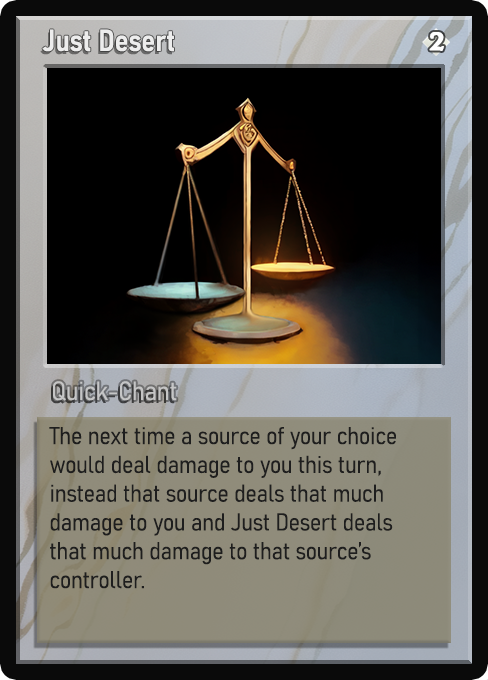 Just Desert
2
Quick-Chant
The next time a source of your choice
would deal damage to you this turn,
instead that source deals that much
damage to you and Just Desert deals
that much damage to that source's
controller.